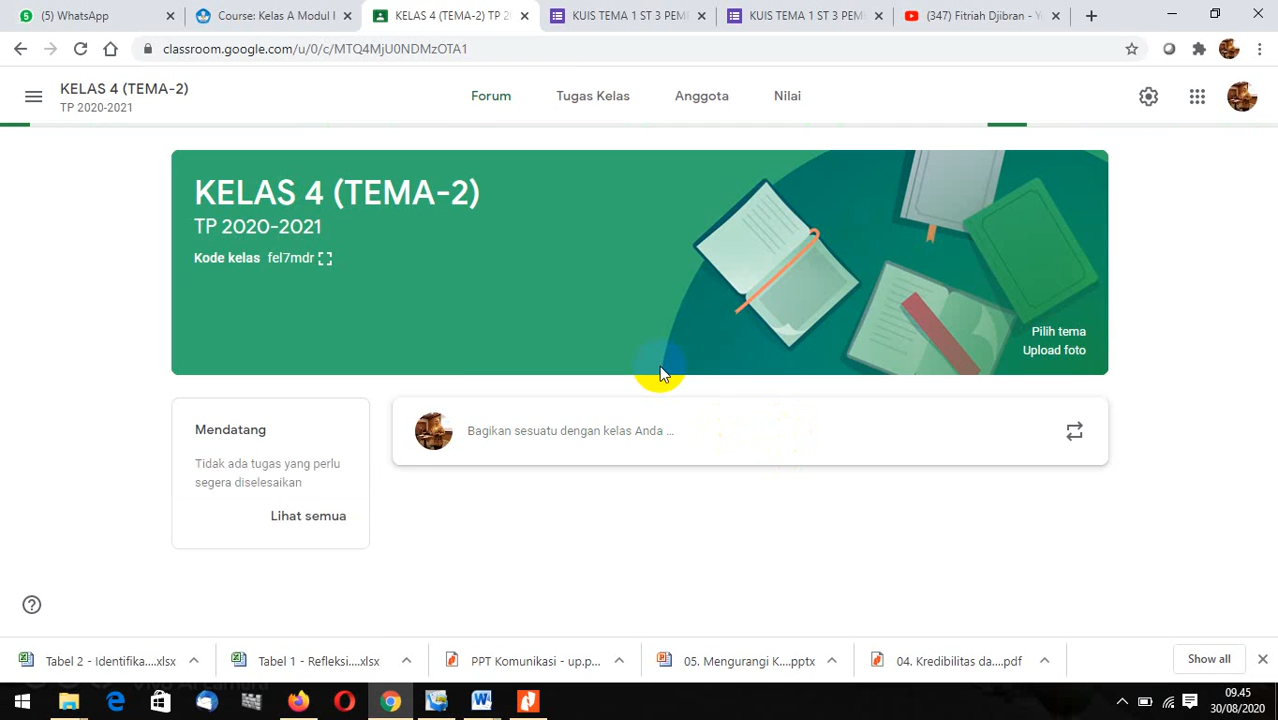 (5) WhatsApp
Course: Kelas A Modul I
KELAS 4 (TEMA-2) TP 2
KUIS TEMA 1 ST 3 PEM
KUIS TEMA 1 ST 3 PEM
(347) Fitriah Djibran - Y
classroom.google.com/u/0/c/MTQ4MjU0NDMzOTA1
KELAS 4 (TEMA-2)
TP 2020-2021
Forum
Tugas Kelas
Anggota
Nilai
KELAS 4 (TEMA-2)
TP 2020-2021
Kode kelas fel7mdr
Pilih tema
Upload foto
Mendatang
Tidak ada tugas yang perlu
segera diselesaikan
Lihat semua
Bagikan sesuatu dengan kelas Anda ...
Tabel 2 - Identifika....xlsx
Tabel 1 - Refleksi....xlsx
PPT Komunikasi - up.p...
05. Mengurangi K....pptx
04. Kredibilitas da....pdf
Show all
09.45
30/08/2020